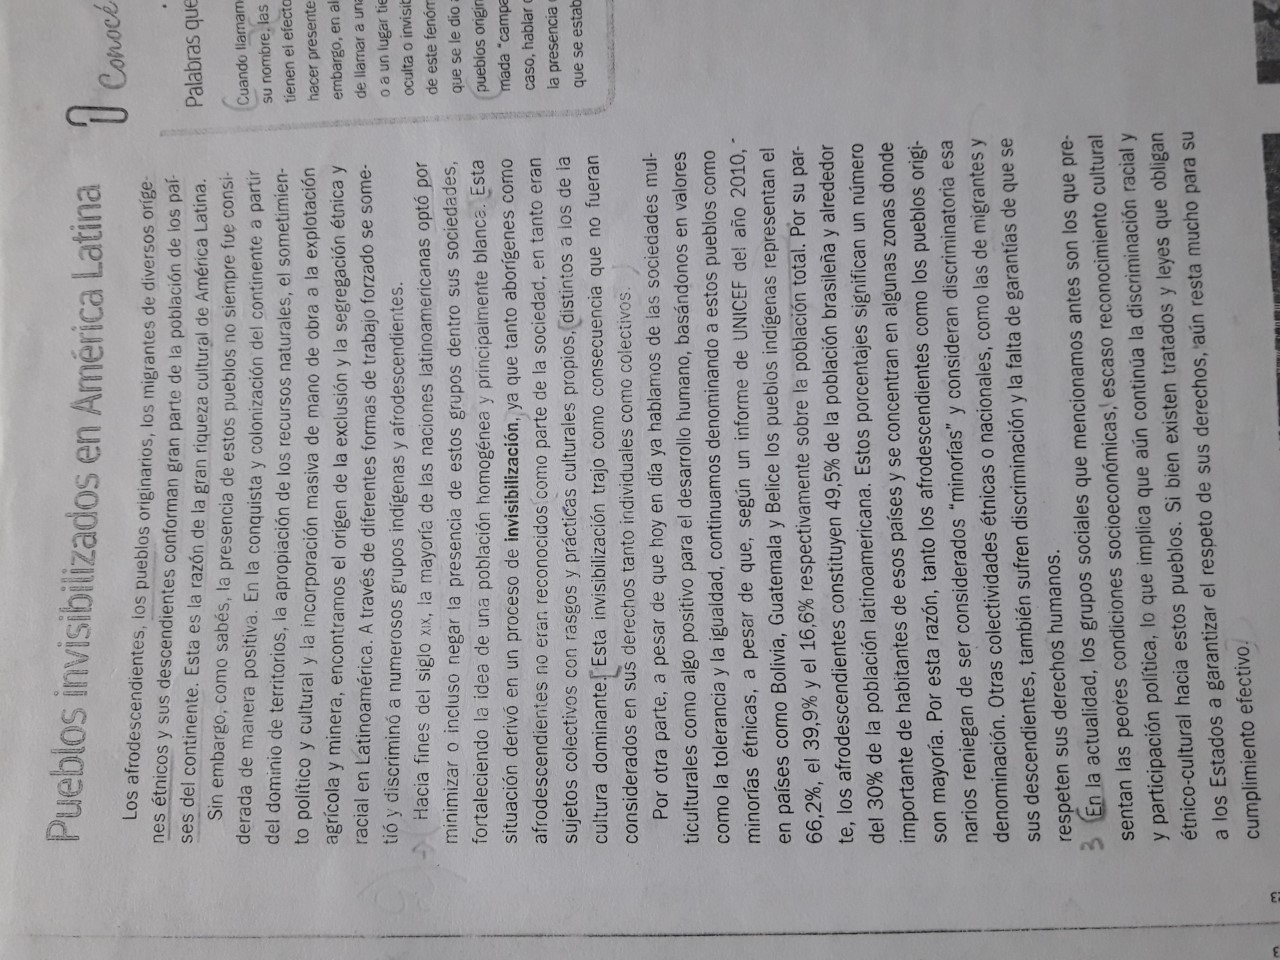 Pueblos invisibilizados en América Latina
Los afrodescendientes, los pueblos originarios, los migrantes de diversos oríge-
nes étnicos y sus descendientes conforman gran parte de la población de los paí-
ses del continente. Esta es la razón de la gran riqueza cultural de América Latina.
Sin embargo, como sabés, la presencia de estos pueblos no siempre fue consi-
derada de manera positiva. En la conquista y colonización del continente a partir
del dominio de territorios, la apropiación de los recursos naturales, el sometimien-
to político y cultural y la incorporación masiva de mano de obra a la explotación
agrícola y minera, encontramos el origen de la exclusión y la segregación étnica y
racial en Latinoamérica. A través de diferentes formas de trabajo forzado se some-
tió y discriminó a numerosos grupos indígenas y afrodescendientes.
Hacia fines del siglo XIX, la mayoría de las naciones latinoamericanas optó por
minimizar o incluso negar la presencia de estos grupos dentro sus sociedades,
fortaleciendo la idea de una población homogénea y principalmente blanca. Esta
situación derivó en un proceso de invisibilización, ya que tanto aborígenes como
afrodescendientes no eran reconocidos como parte de la sociedad, en tanto eran
sujetos colectivos con rasgos y prácticas culturales propios, distintos a los de la
cultura dominante. Esta invisibilización trajo como consecuencia que no fueran
considerados en sus derechos tanto individuales como colectivos.
Por otra parte, a pesar de que hoy en día ya hablamos de las sociedades mul-
ticulturales como algo positivo para el desarrollo humano, basándonos en valores
como la tolerancia y la igualdad, continuamos denominando a estos pueblos como
minorías étnicas, a pesar de que, según un informe de UNICEF del año 2010,
en países como Bolivia, Guatemala y Belice los pueblos indígenas representan el
66,2%, el 39,9% y el 16,6% respectivamente sobre la población total. Por su par-
te, los afrodescendientes constituyen 49,5% de la población brasileña y alrededor
del 30% de la población latinoamericana. Estos porcentajes significan un número
importante de habitantes de esos países y se concentran en algunas zonas donde
son mayoría. Por esta razón, tanto los afrodescendientes como los pueblos origi-
narios reniegan de ser considerados “minorías” y consideran discriminatoria esa
denominación. Otras colectividades étnicas o nacionales, como las de migrantes y
sus descendientes, también sufren discriminación y la falta de garantías de que se
respeten sus derechos humanos.
3 En la actualidad, los grupos sociales que mencionamos antes son los que pre-
sentan las peores condiciones socioeconómicas, escaso reconocimiento cultural
y participación política, lo que implica que aún continúa la discriminación racial y
étnico-cultural hacia estos pueblos. Si bien existen tratados y leyes que obligan
a los Estados a garantizar el respeto de sus derechos, aún resta mucho para su
cumplimiento efectivo.
Conocé
Palabras que
Cuando llamam
su nombre, las
tienen el efecto
hacer presente
embargo, en al
de llamar a una
o a un lugar tie
oculta o invisib
de este fenóm
que se le dio a
pueblos origin
mada "campa
caso, hablar d
la presencia d
que se estab